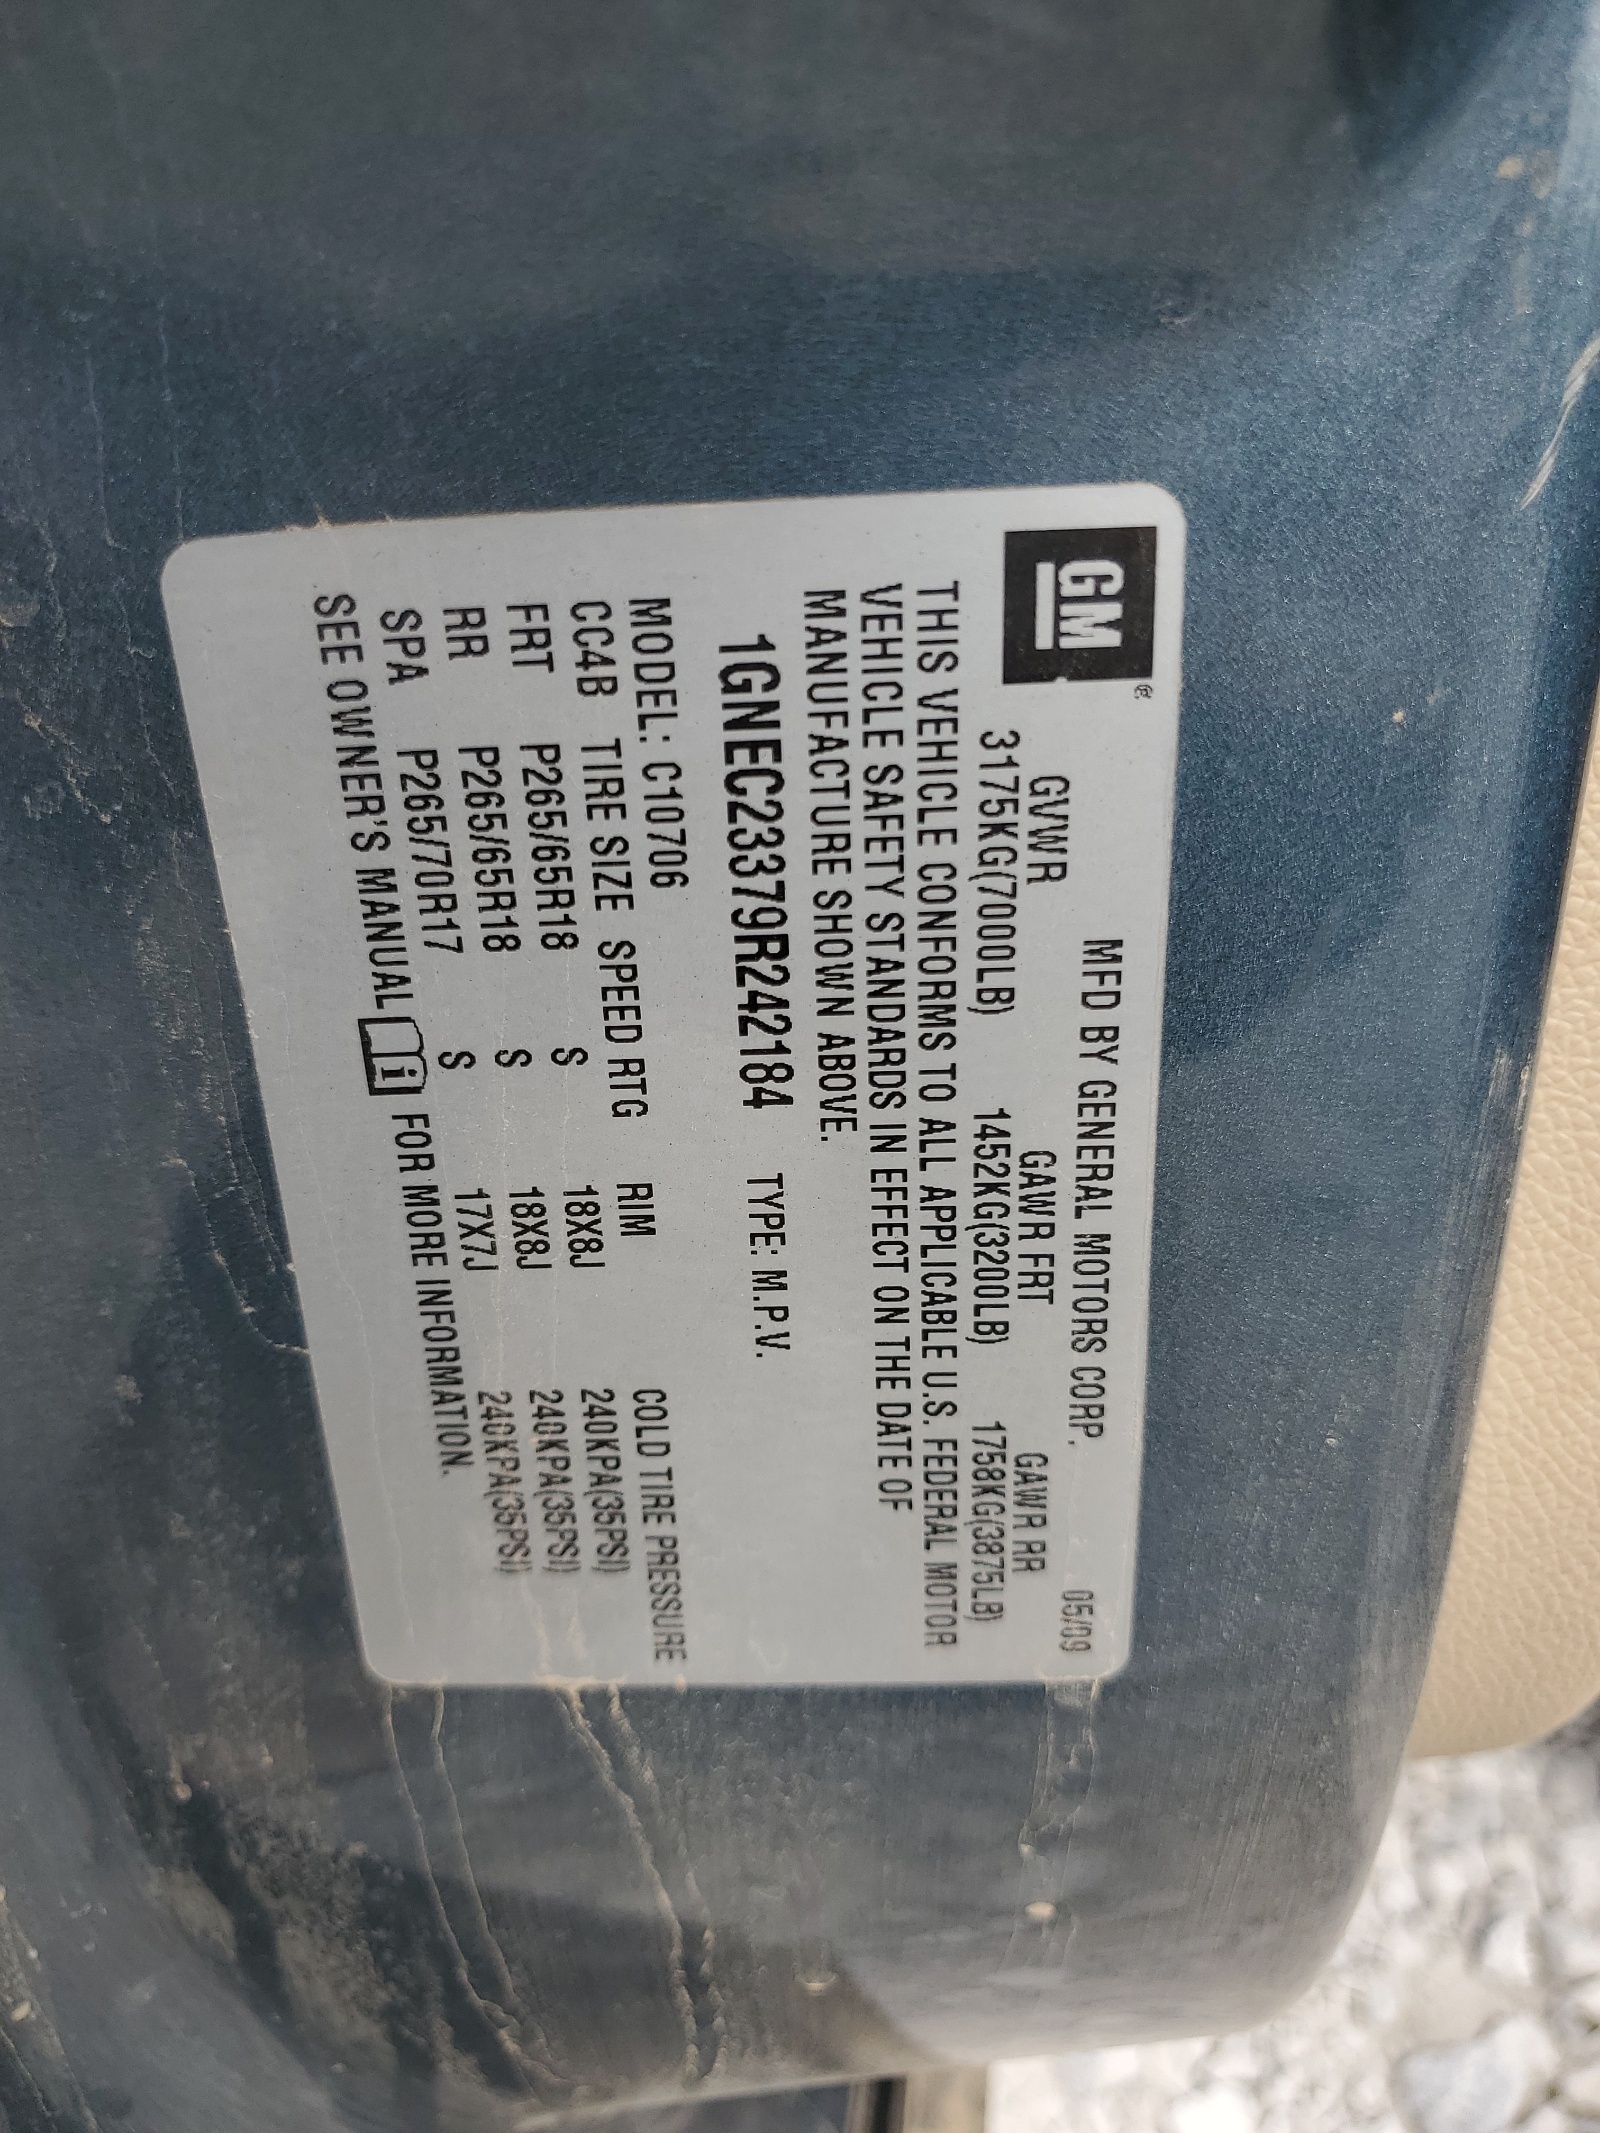 GM®
MFD BY GENERAL MOTORS CORP. 05/09
GVWR GAWR FRT GAWR RR
3175KG(7000LB) 1452KG(3200LB) 1758KG(3875LB)
THIS VEHICLE CONFORMS TO ALL APPLICABLE U.S. FEDERAL MOTOR
VEHICLE SAFETY STANDARDS IN EFFECT ON THE DATE OF
MANUFACTURE SHOWN ABOVE.
1GNEC23379R242184 TYPE: M.P.V.
MODEL: C10706
CC4B TIRE SIZE SPEED RTG RIM COLD TIRE PRESSURE
FRT P265/65R18 S 18X8J 240KPA(35PSI)
RR P265/65R18 S 18X8J 240KPA(35PSI)
SPA P265/70R17 S 17X7J 240KPA(35PSI)
SEE OWNER'S MANUAL i FOR MORE INFORMATION.